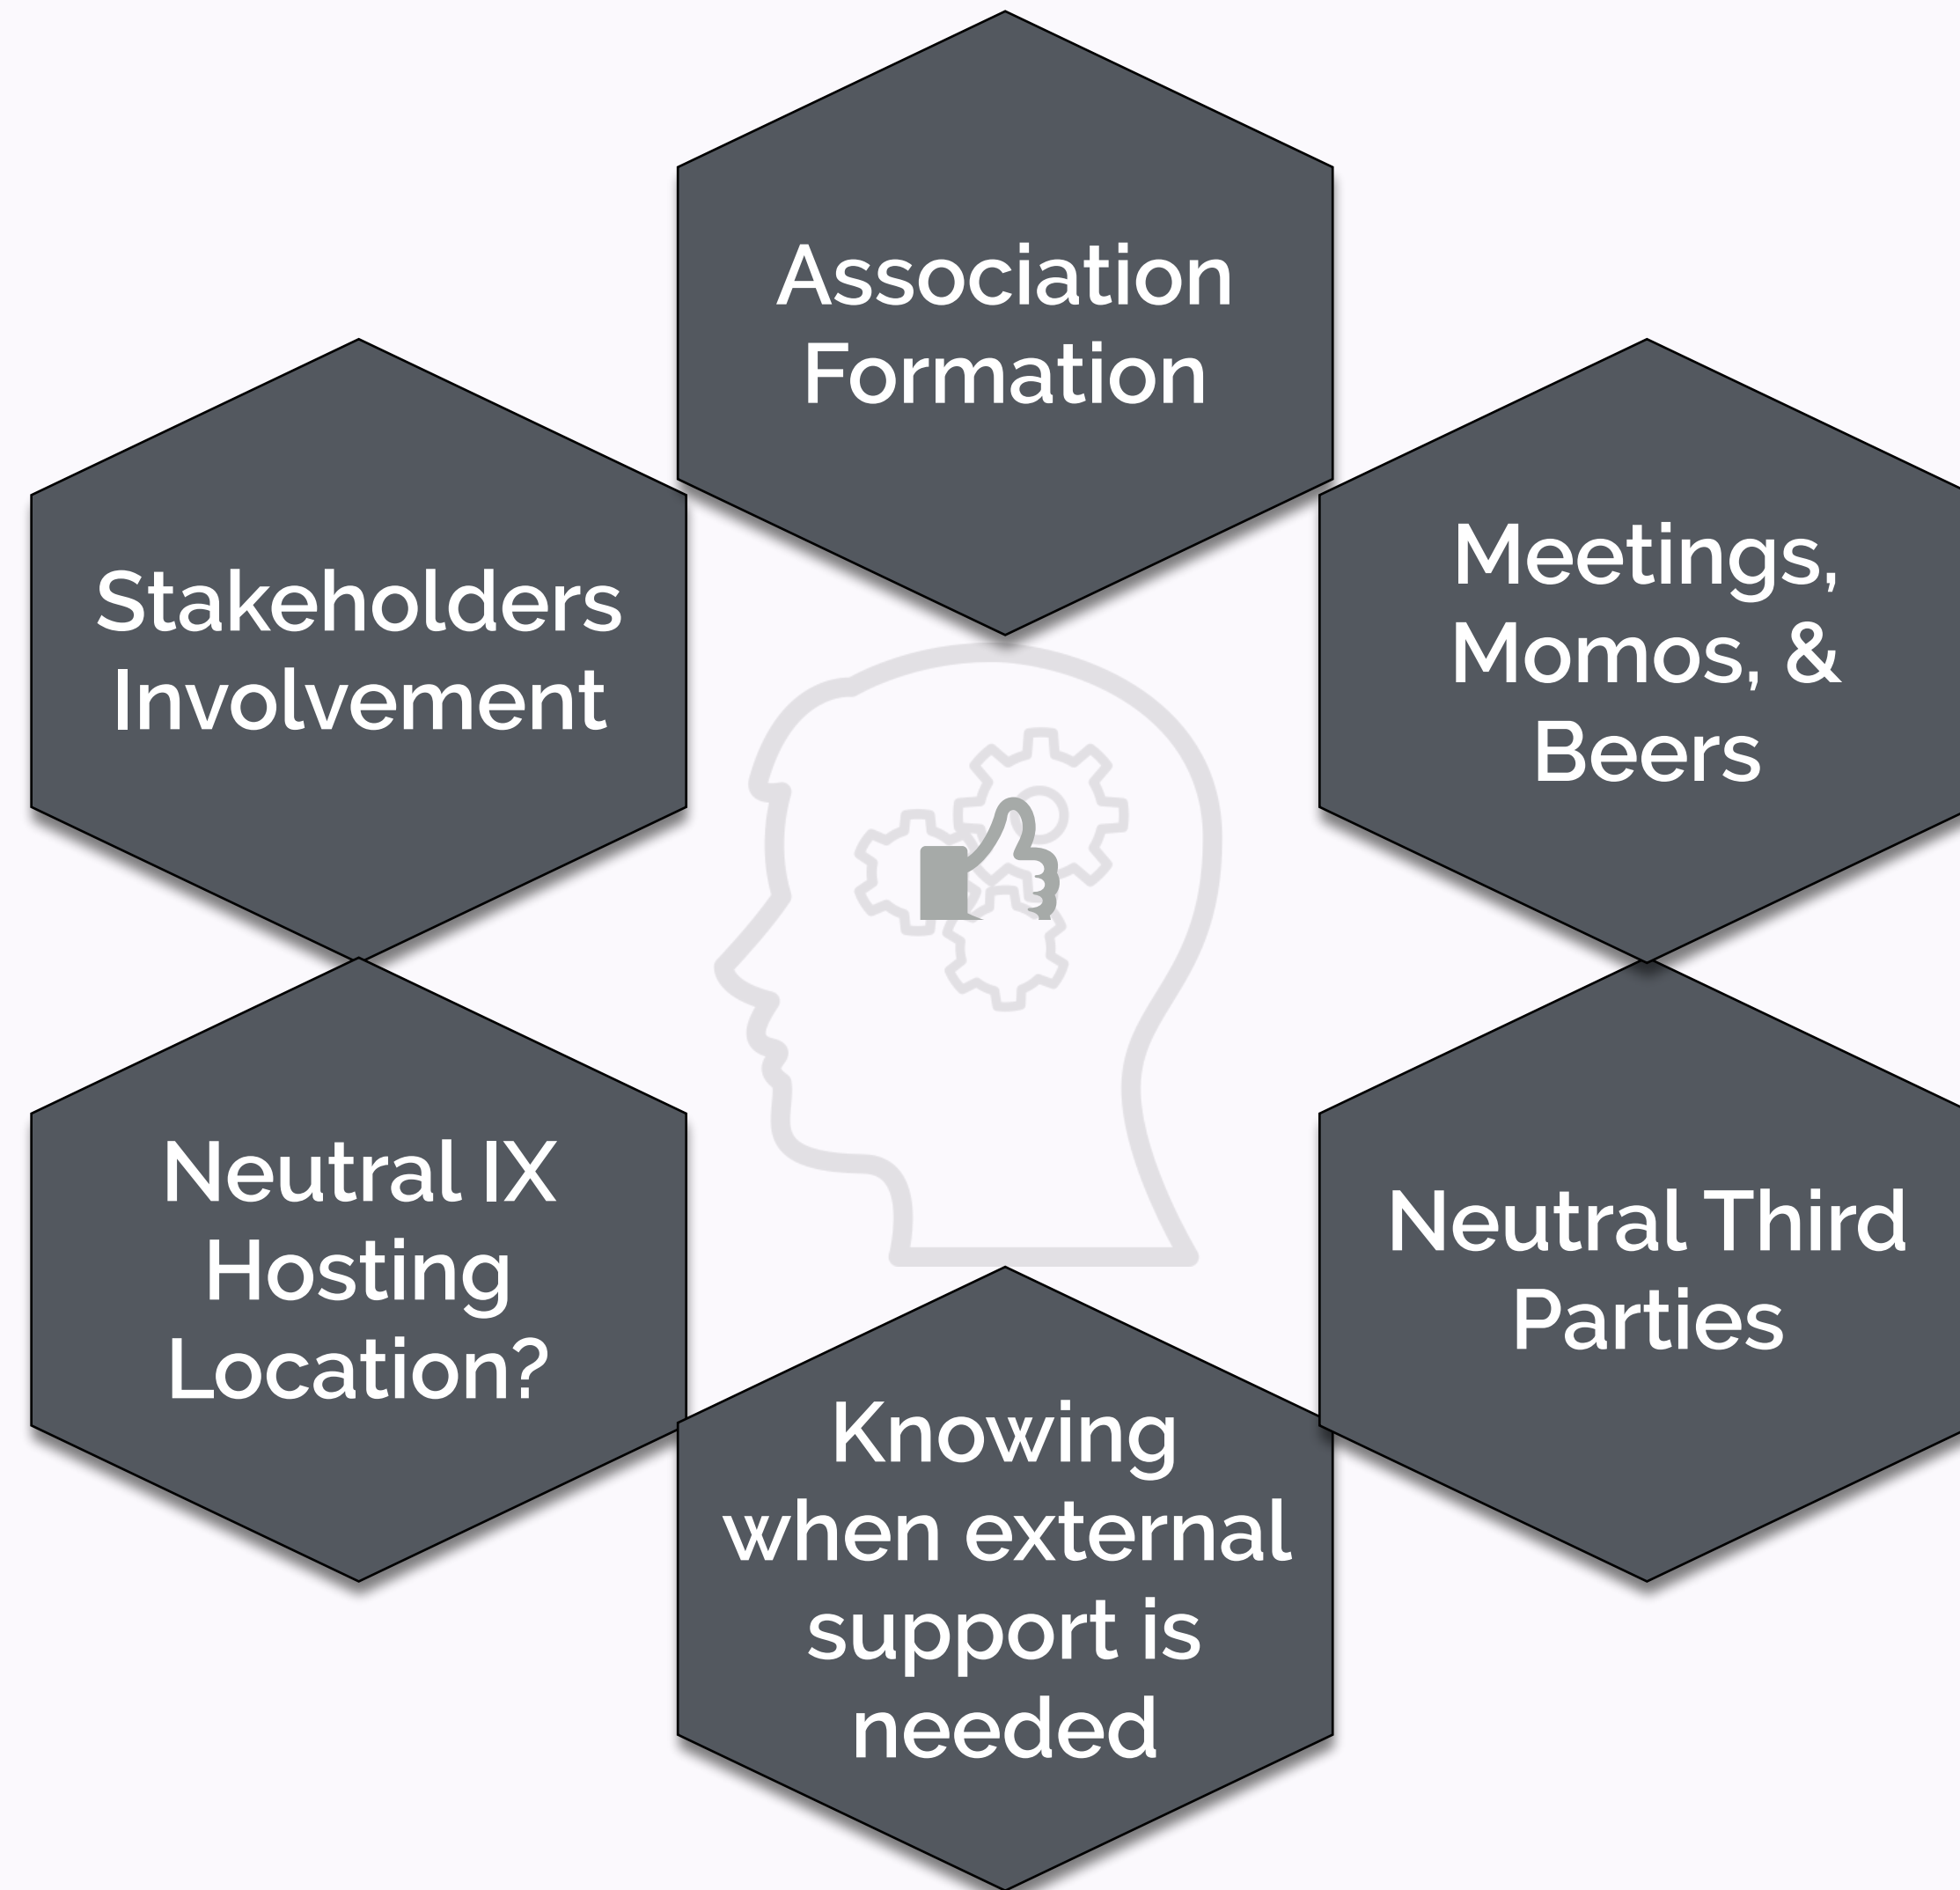 Association
Formation
Stakeholders
Involvement
Meetings,
Momos, &
Beers
Neutral IX
Hosting
Location?
Neutral Third
Parties
Knowing
when external
support is
needed